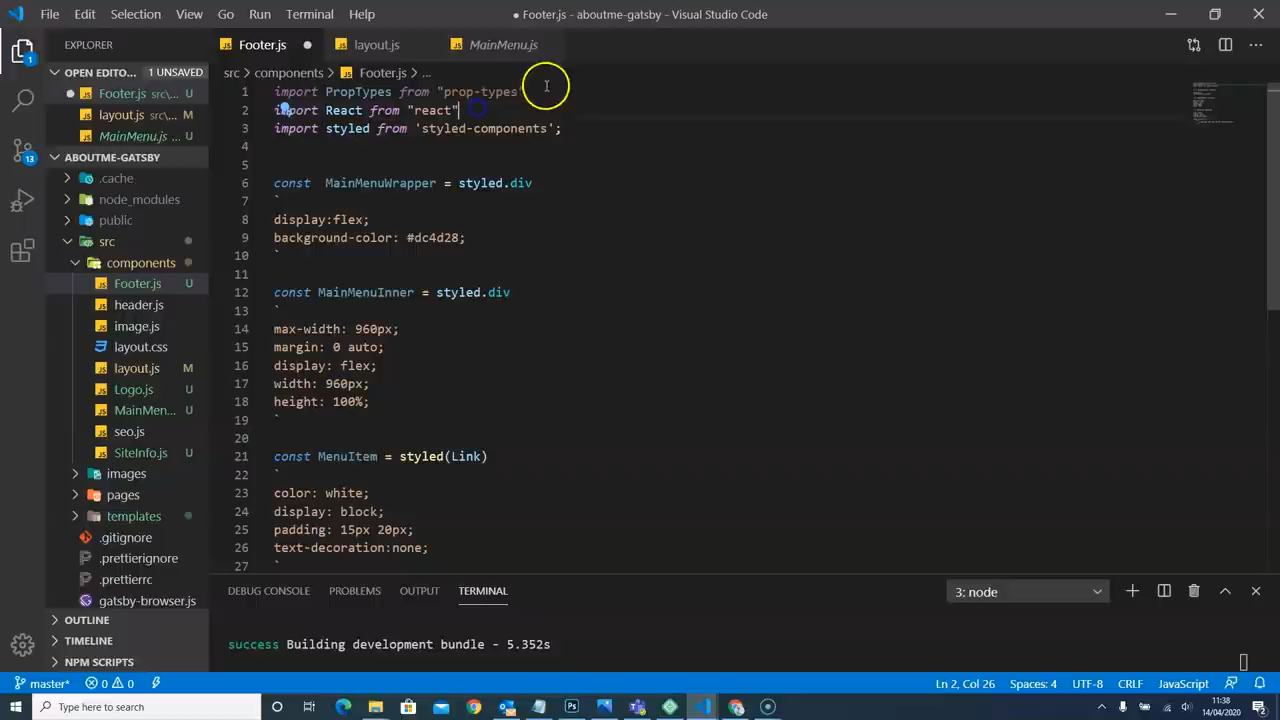 File Edit Selection View Go Run Terminal Help
● Footer.js - aboutme-gatsby - Visual Studio Code
EXPLORER
Footer.js
layout.js
MainMenu.js
OPEN EDITO... 1 UNSAVED
Footer.js src\...
layout.js src\... M
MainMenu.js ...
ABOUTME-GATSBY
.cache
node_modules
public
src
components
Footer.js U
header.js
image.js
layout.css
layout.js M
Logo.js U
MainMen... U
seo.js
SiteInfo.js U
images
pages
templates
.gitignore
.prettierignore
.prettierrc
gatsby-browser.js
OUTLINE
TIMELINE
NPM SCRIPTS
1
13
src > components > Footer.js > ...
1 import PropTypes from "prop-types"
2 import React from "react"
3 import styled from 'styled-components';
4
5
6 const MainMenuWrapper = styled.div
7 `
8 display:flex;
9 background-color: #dc4d28;
10 `
11
12 const MainMenuInner = styled.div
13 `
14 max-width: 960px;
15 margin: 0 auto;
16 display: flex;
17 width: 960px;
18 height: 100%;
19 `
20
21 const MenuItem = styled(Link)
22 `
23 color: white;
24 display: block;
25 padding: 15px 20px;
26 text-decoration:none;
27 `
DEBUG CONSOLE PROBLEMS OUTPUT TERMINAL
3: node
success Building development bundle - 5.352s
master* 0 0
Ln 2, Col 26 Spaces: 4 UTF-8 CRLF JavaScript
Type here to search
11:38
14/04/2020